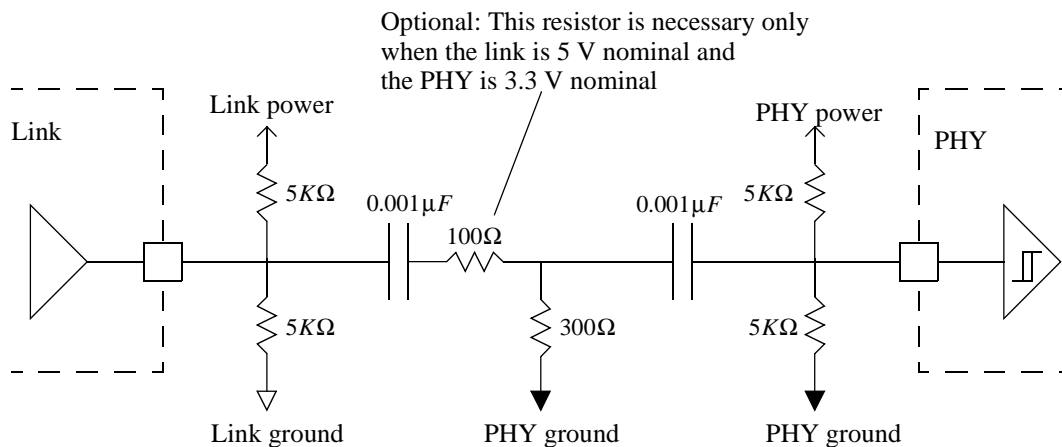 Optional: This resistor is necessary only
when the link is 5 V nominal and
the PHY is 3.3 V nominal
Link power
PHY power
Link
PHY
5KΩ
5KΩ
0.001μF
0.001μF
100Ω
5KΩ
300Ω
5KΩ
Link ground
PHY ground
PHY ground